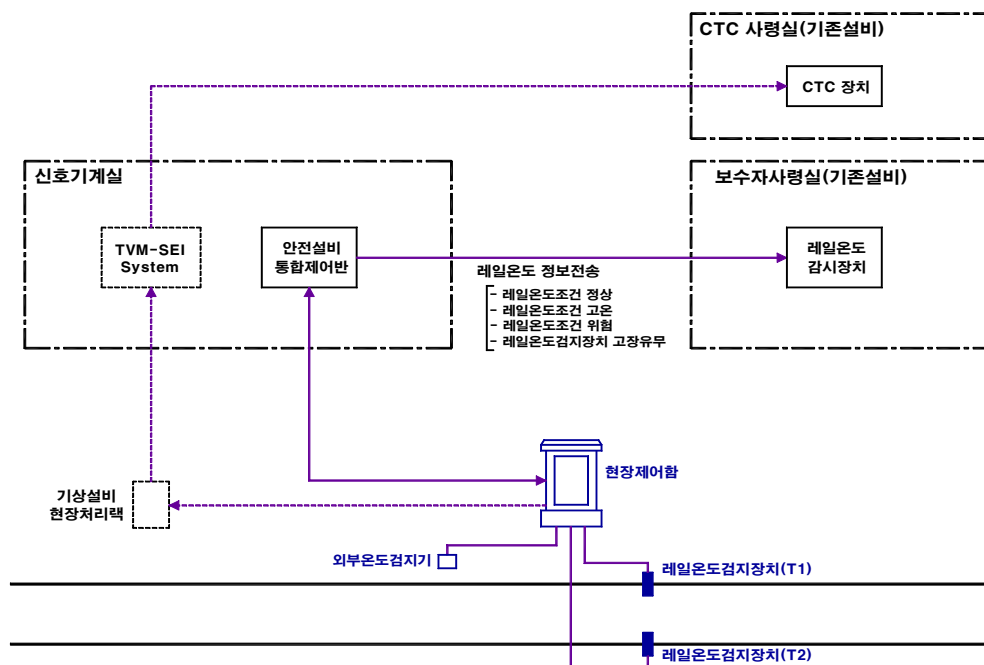 CTC 사령실(기존설비)
CTC 장치
신호기계실
보수자사령실(기존설비)
TVM-SEI
System
안전설비
통합제어반
레일온도
감시장치
레일온도 정보전송
- 레일온도조건 정상
- 레일온도조건 고온
- 레일온도조건 위험
- 레일온도검지장치 고장유무
현장제어함
기상설비
현장처리랙
외부온도검지기
레일온도검지장치(T1)
레일온도검지장치(T2)